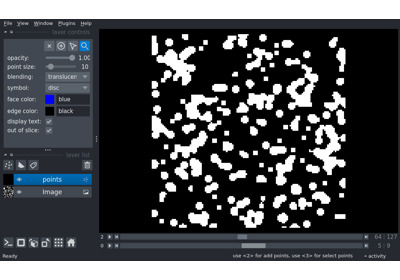 File View Window Plugins Help
layer controls
opacity: 1.00
point size: 10
blending: translucen
symbol: disc
face color: blue
edge color: black
display text:
out of slice:
layer list
points
Image
2 64 127
0 5 9
Ready use <2> for add points, use <3> for select points activity